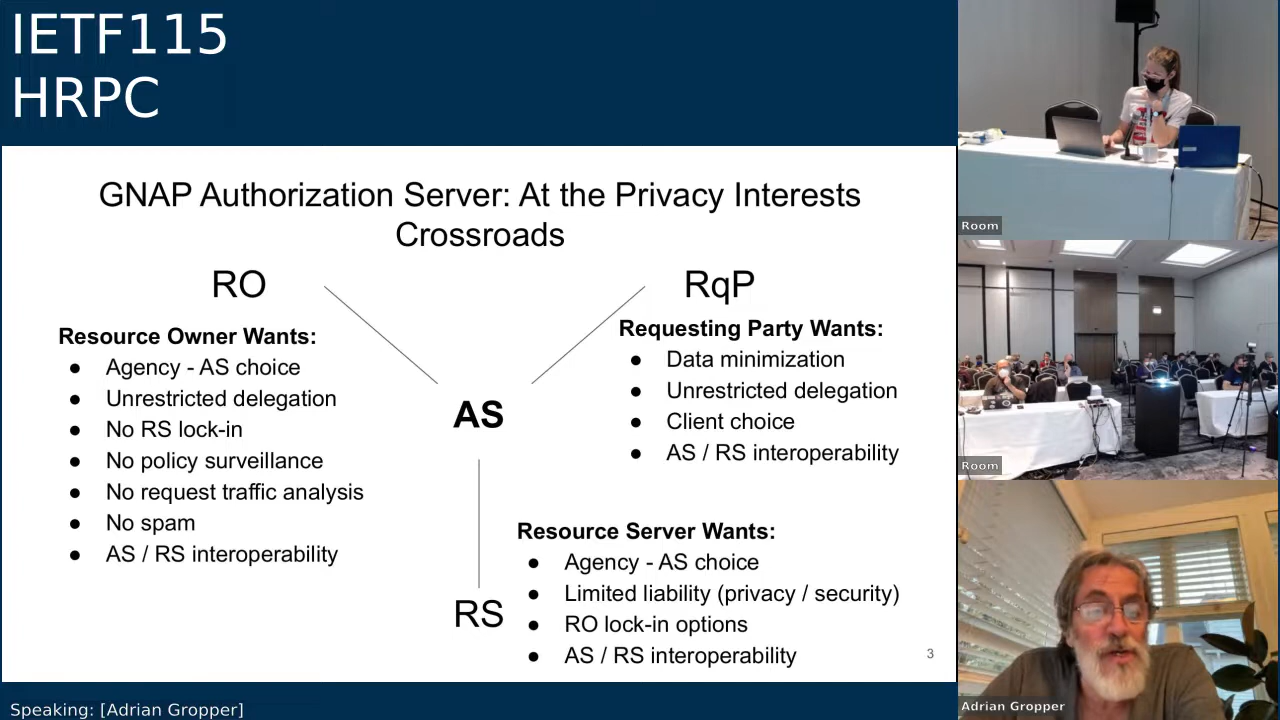 IETF115
HRPC
GNAP Authorization Server: At the Privacy Interests
Crossroads
RO
RqP
Resource Owner Wants:
● Agency - AS choice
● Unrestricted delegation
● No RS lock-in
● No policy surveillance
● No request traffic analysis
● No spam
● AS / RS interoperability
Requesting Party Wants:
● Data minimization
● Unrestricted delegation
● Client choice
● AS / RS interoperability
AS
Resource Server Wants:
● Agency - AS choice
● Limited liability (privacy / security)
● RO lock-in options
● AS / RS interoperability
RS
3
Room
Room
Adrian Gropper
Speaking: [Adrian Gropper]